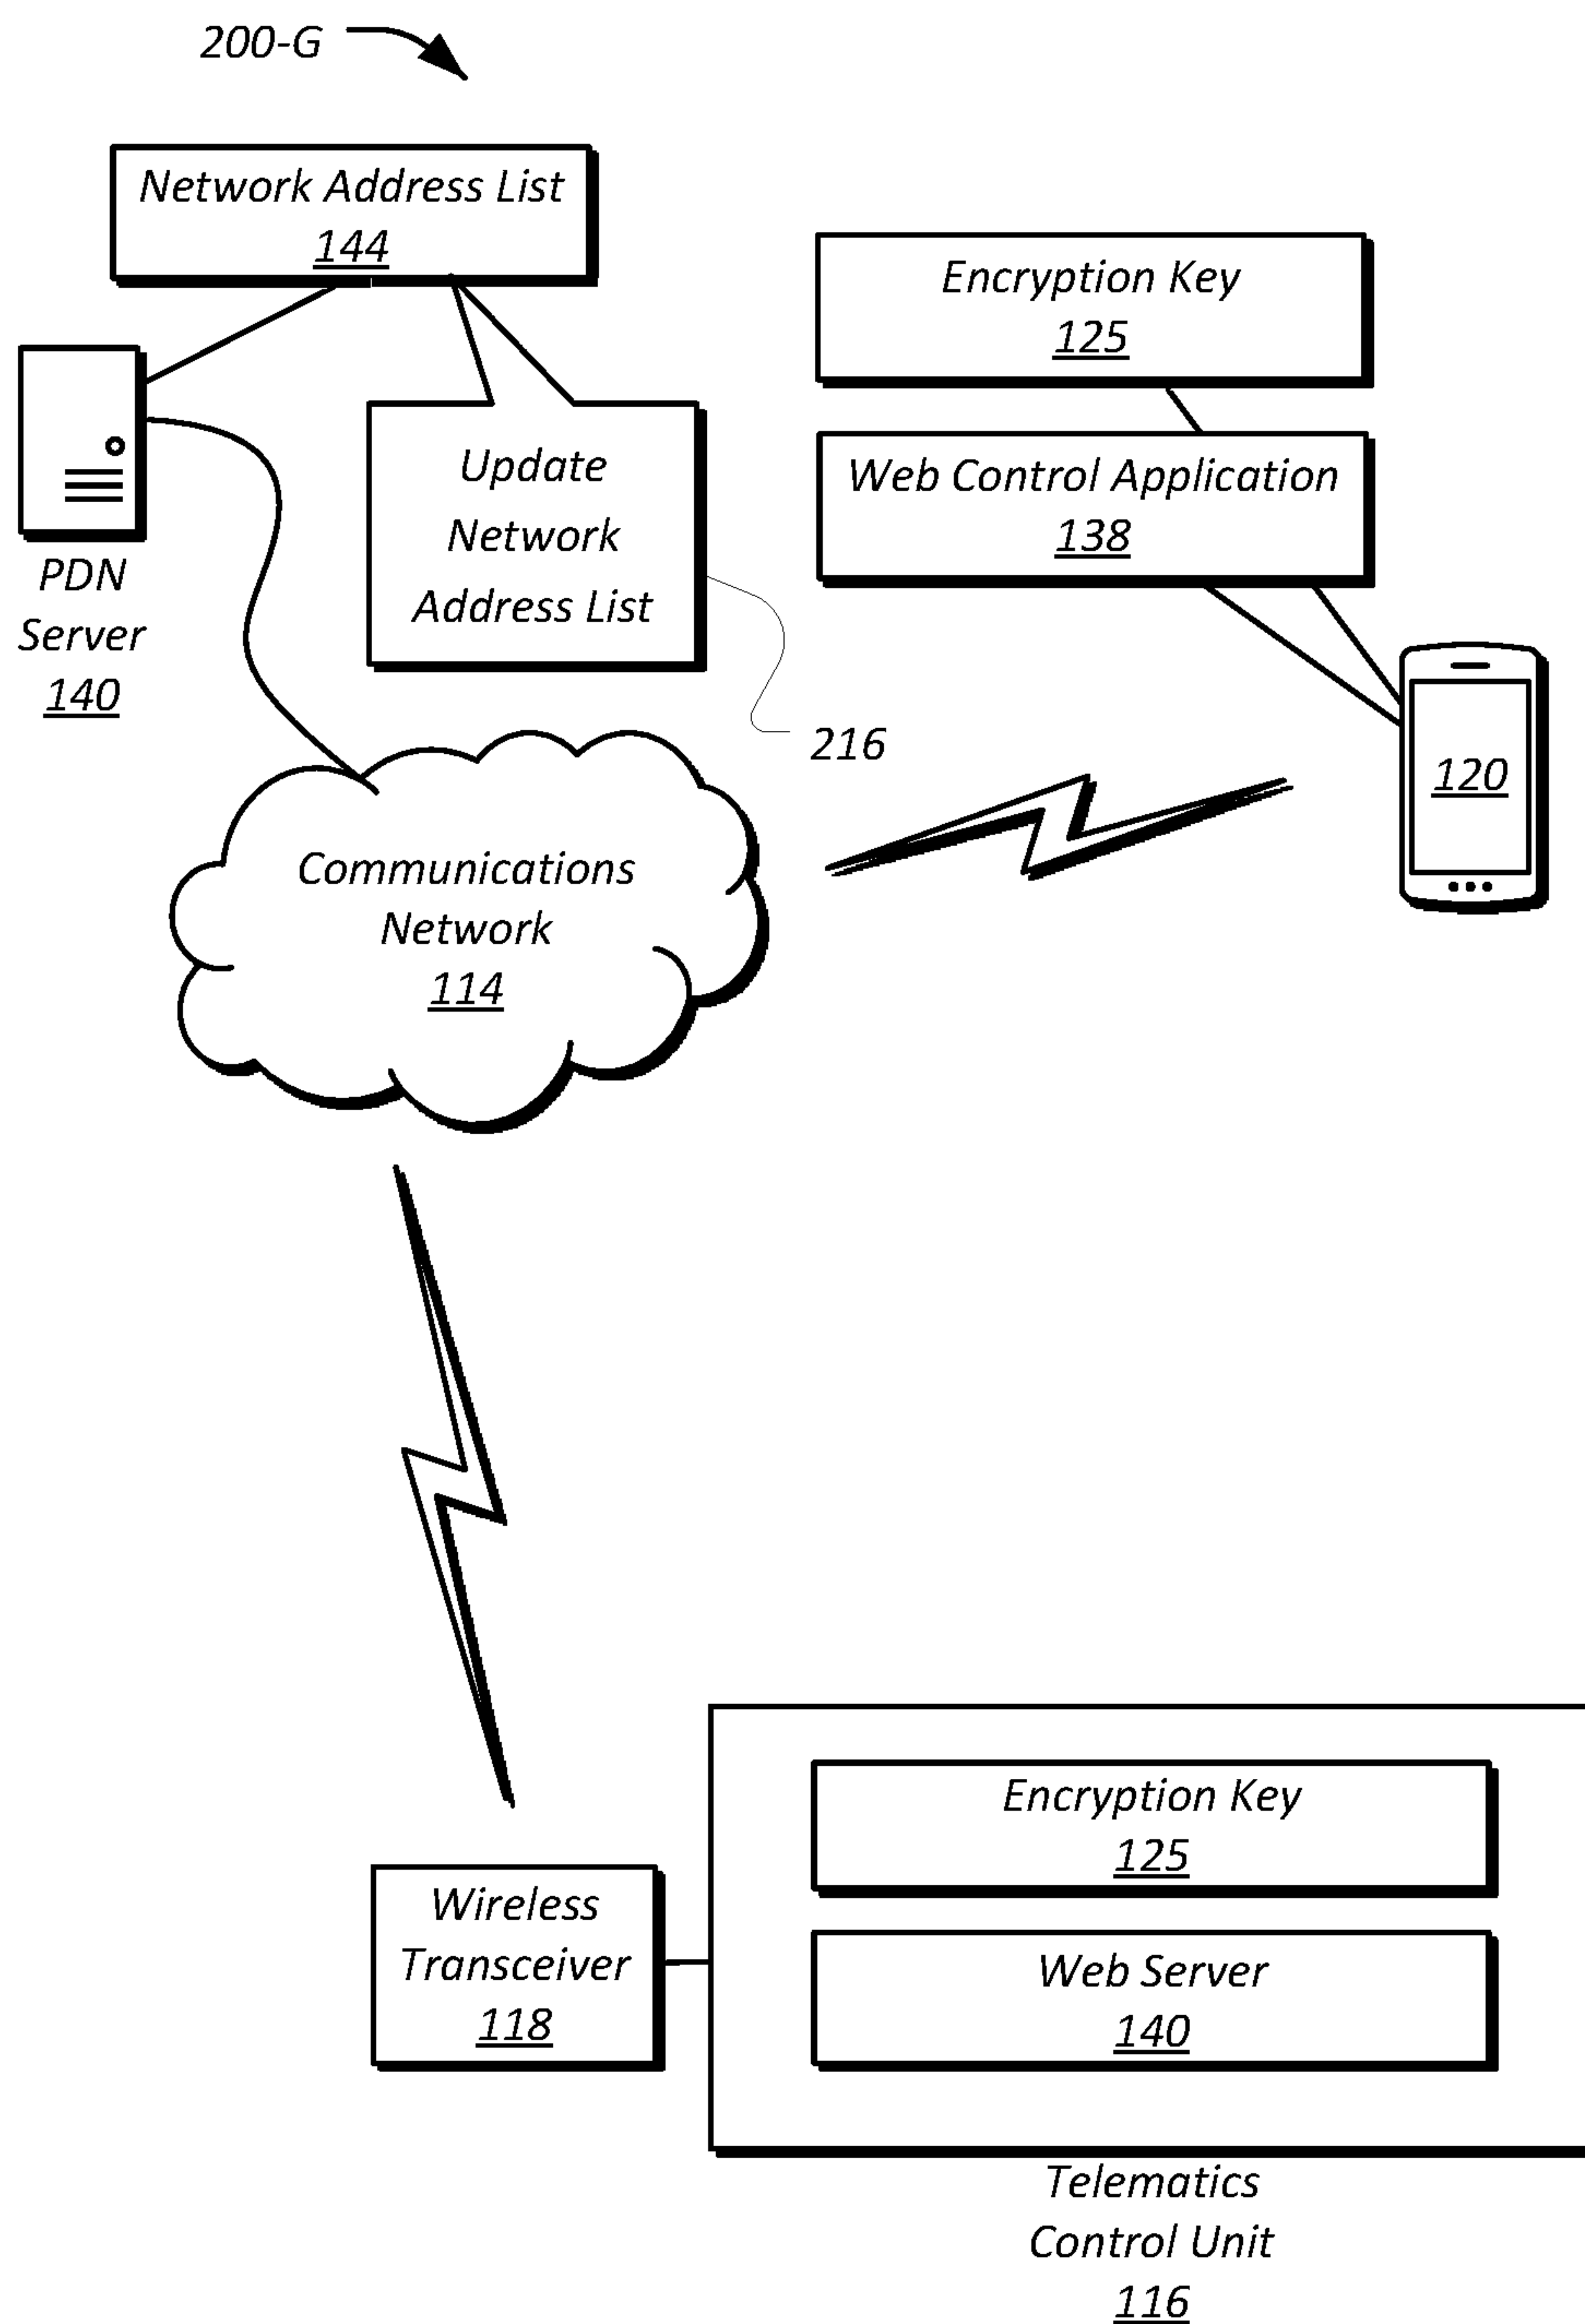 200-G
Network Address List
144
Encryption Key
125
Update
Network
Address List
Web Control Application
138
PDN
Server
140
216
120
Communications
Network
114
Encryption Key
125
Wireless
Transceiver
118
Web Server
140
Telematics
Control Unit
116